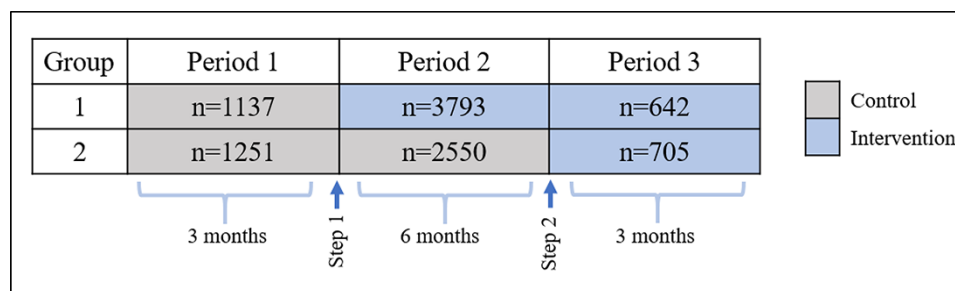 Group Period 1 Period 2 Period 3
1 n=1137 n=3793 n=642
2 n=1251 n=2550 n=705
Control
Intervention
3 months Step 1 6 months Step 2 3 months